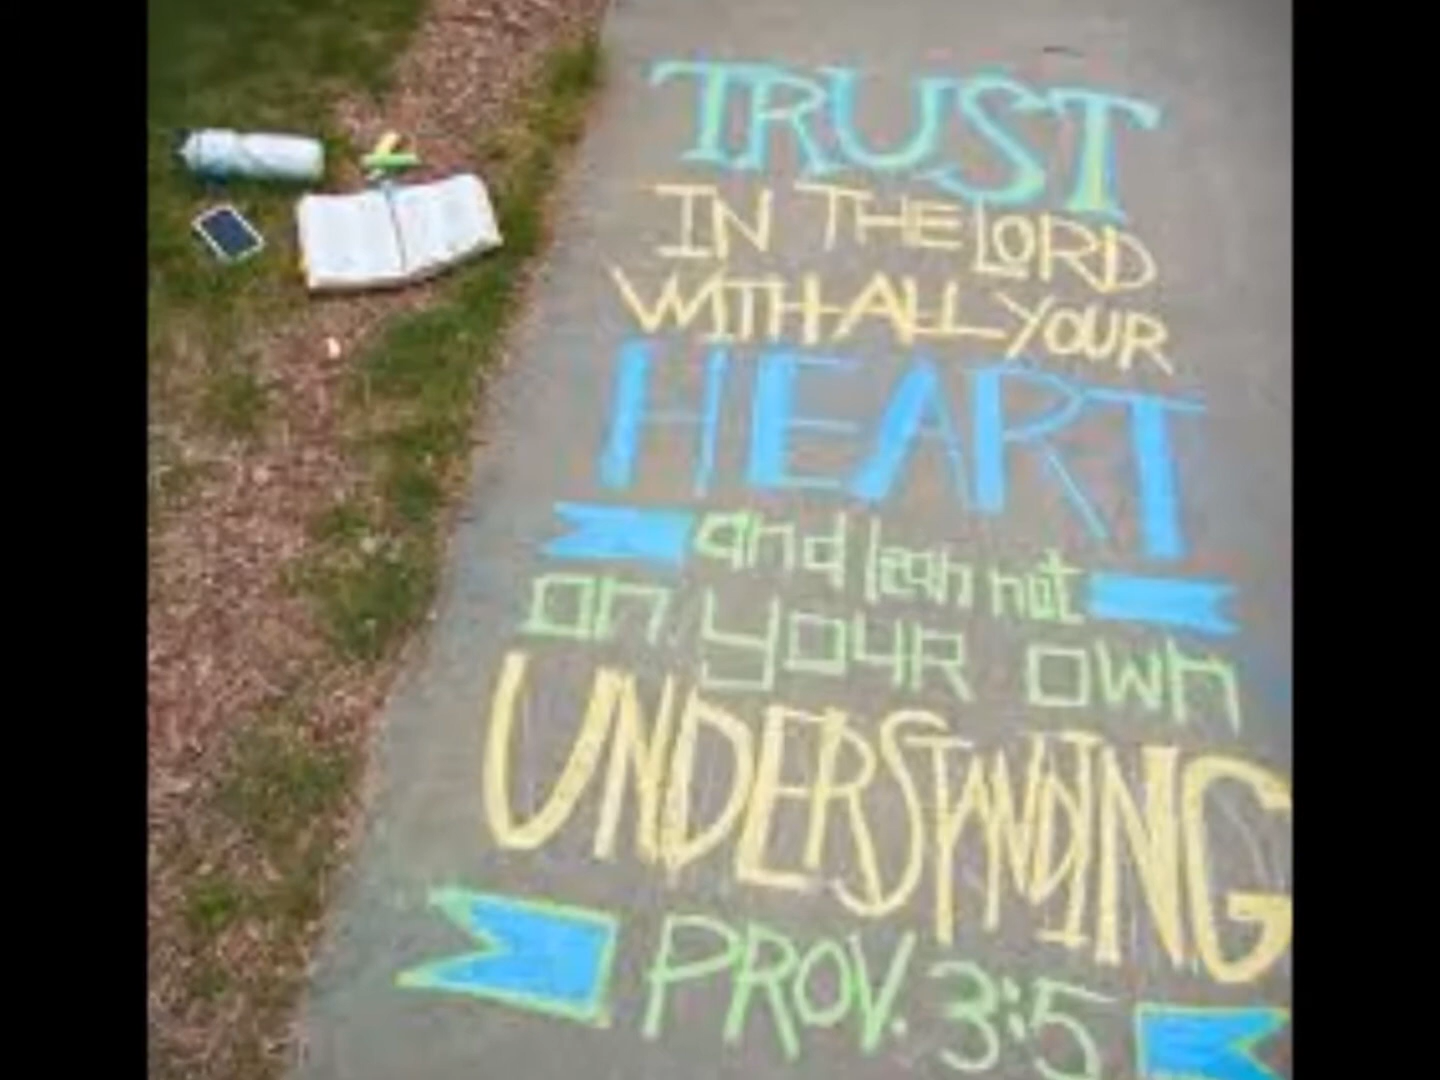 TRUST
IN THE LORD
WITH ALL YOUR
HEART
and lean not
on your own
UNDERSTANDING
PROV. 3:5